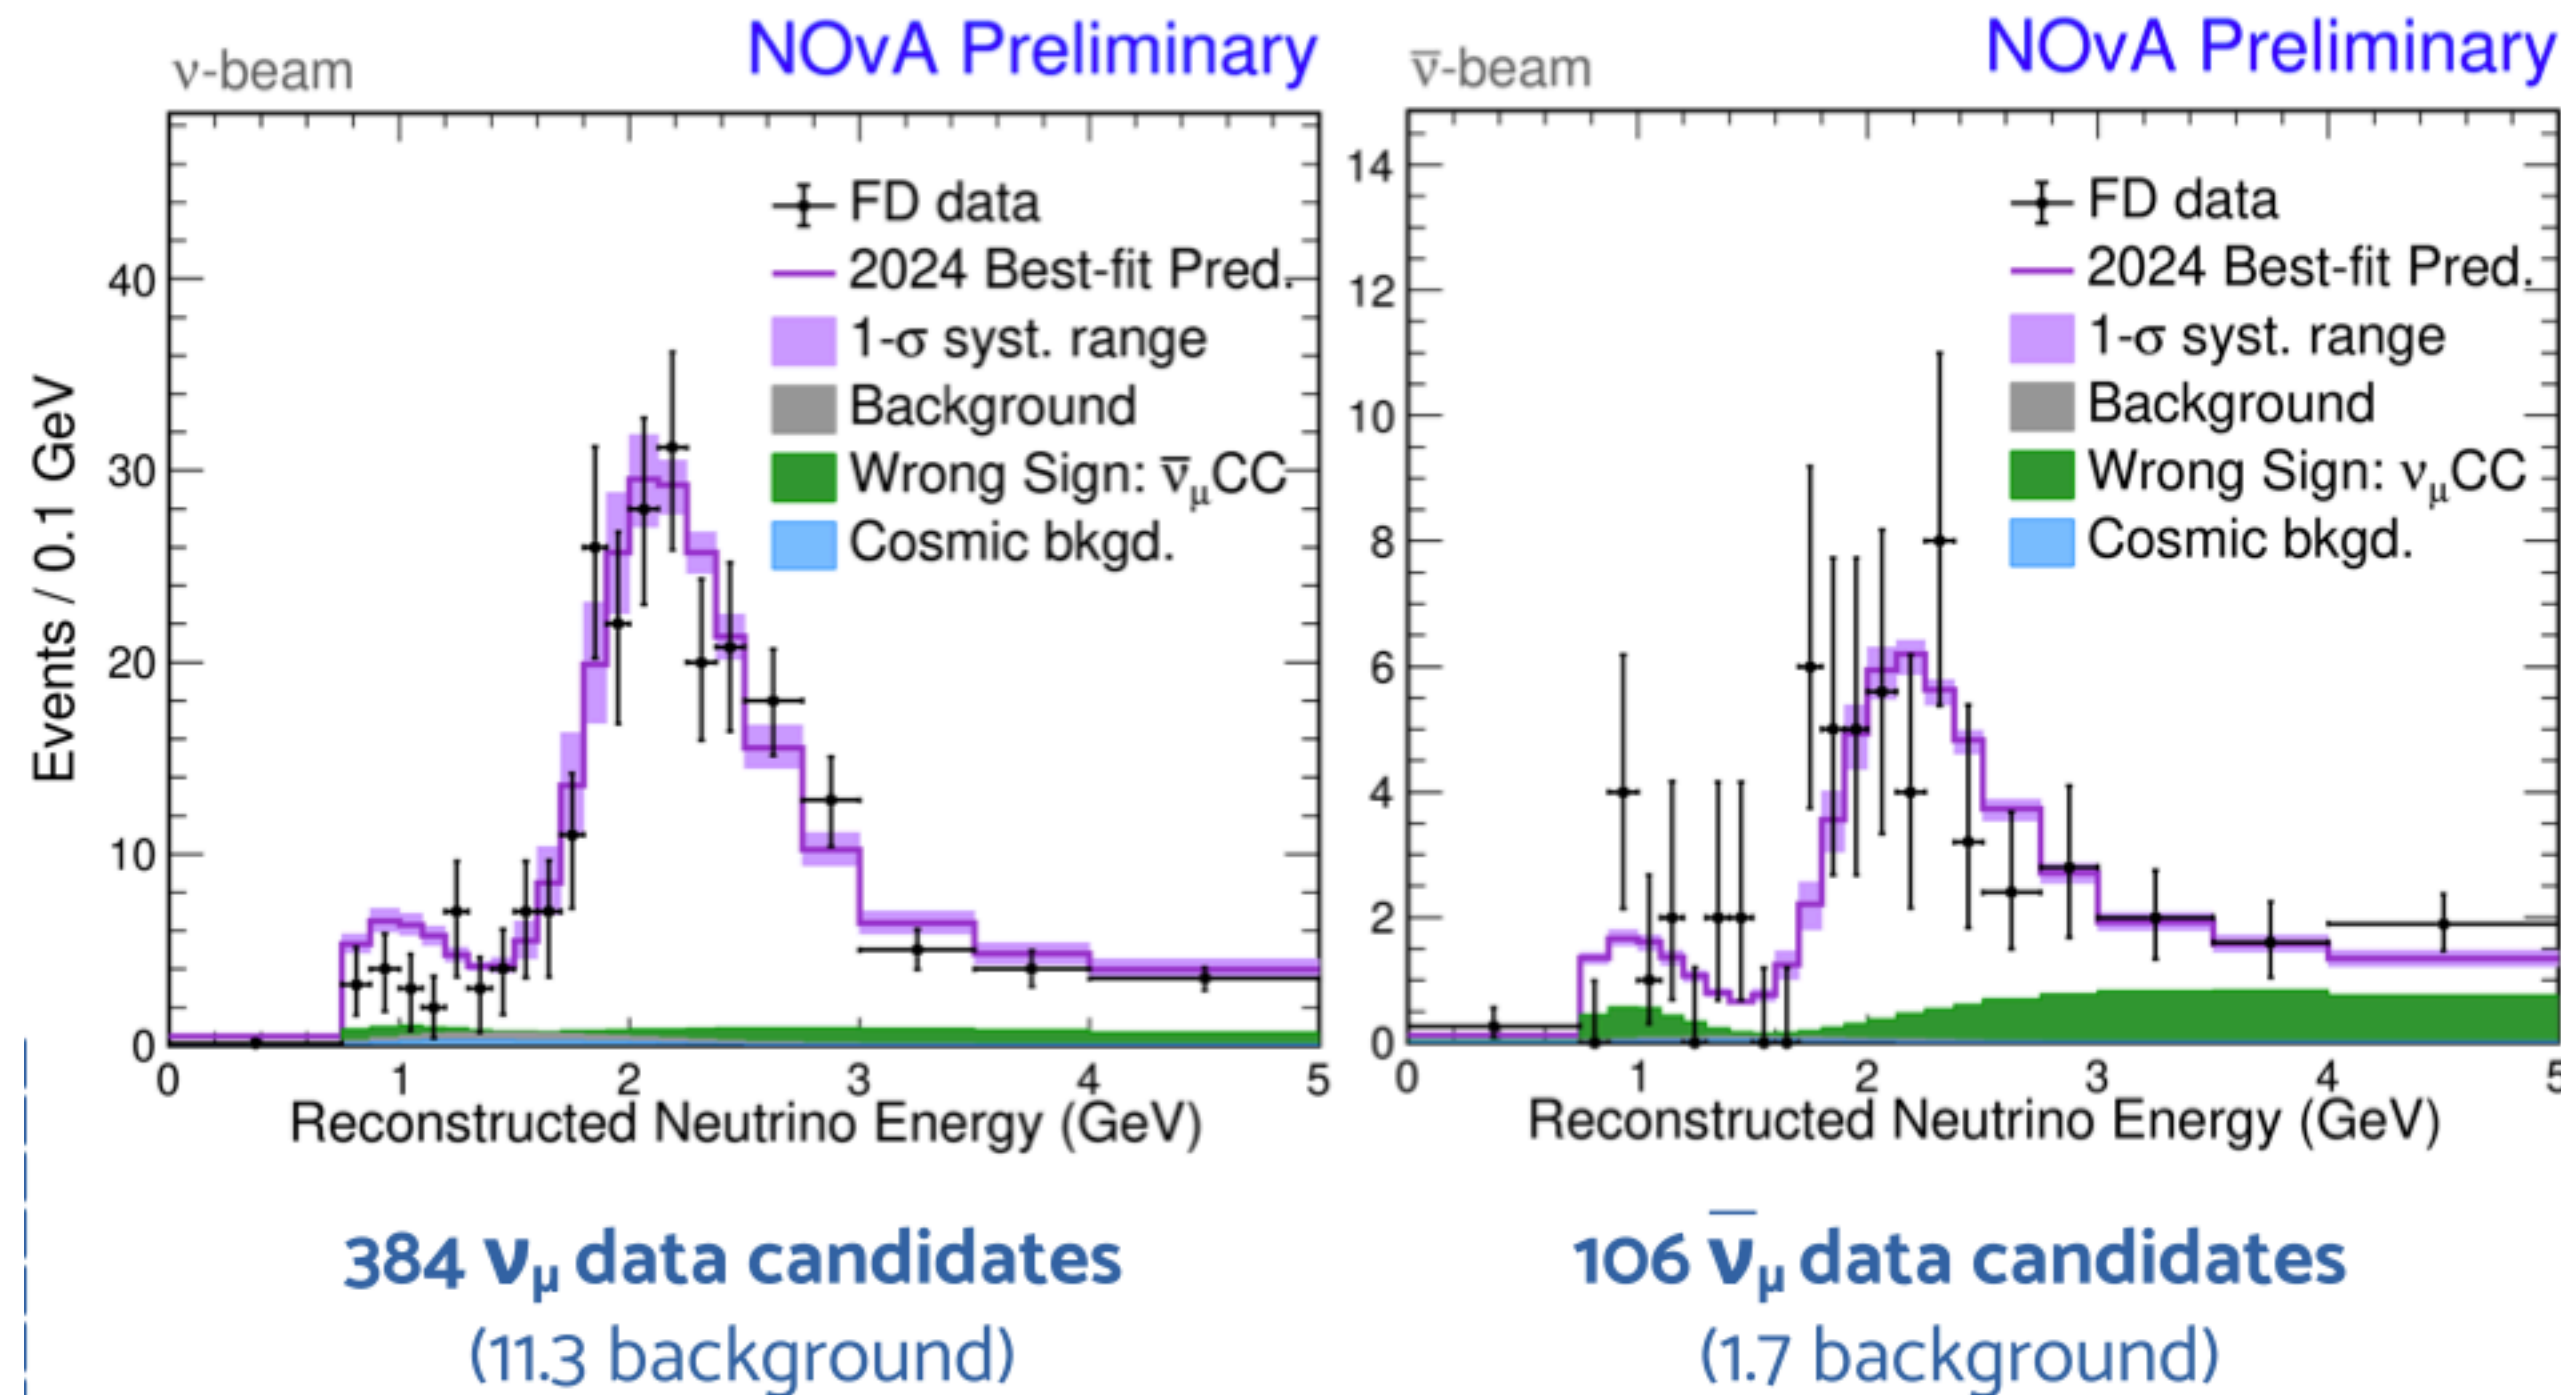 ν-beam
NOvA Preliminary
Events / 0.1 GeV
40
30
20
10
0
FD data
2024 Best-fit Pred.
1-σ syst. range
Background
Wrong Sign: ν̅μCC
Cosmic bkgd.
0 1 2 3 4 5
Reconstructed Neutrino Energy (GeV)
384 νμ data candidates
(11.3 background)
ν̅-beam
NOvA Preliminary
14
12
10
8
6
4
2
0
FD data
2024 Best-fit Pred.
1-σ syst. range
Background
Wrong Sign: νμCC
Cosmic bkgd.
0 1 2 3 4 5
Reconstructed Neutrino Energy (GeV)
106 ν̅μ data candidates
(1.7 background)